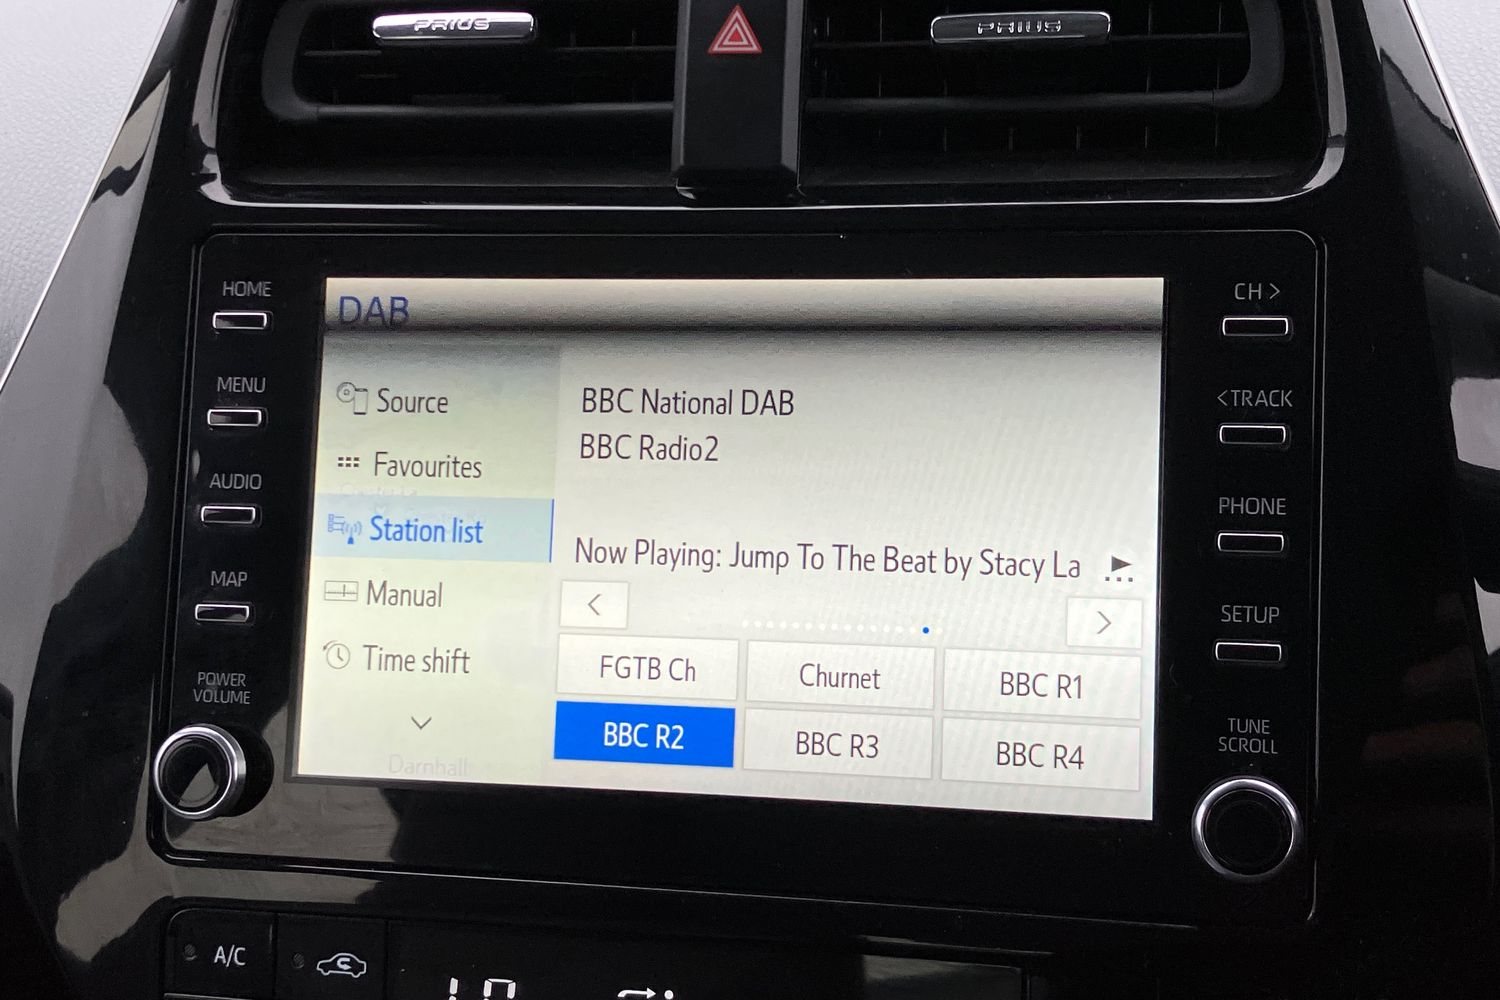 PRIUS
PRIUS
HOME
MENU
AUDIO
MAP
POWER
VOLUME
DAB
Source
Favourites
Station list
Manual
Time shift
Darnhall
BBC National DAB
BBC Radio2
Now Playing: Jump To The Beat by Stacy La
FGTB Ch
Churnet
BBC R1
BBC R2
BBC R3
BBC R4
CH >
<TRACK
PHONE
SETUP
TUNE
SCROLL
A/C